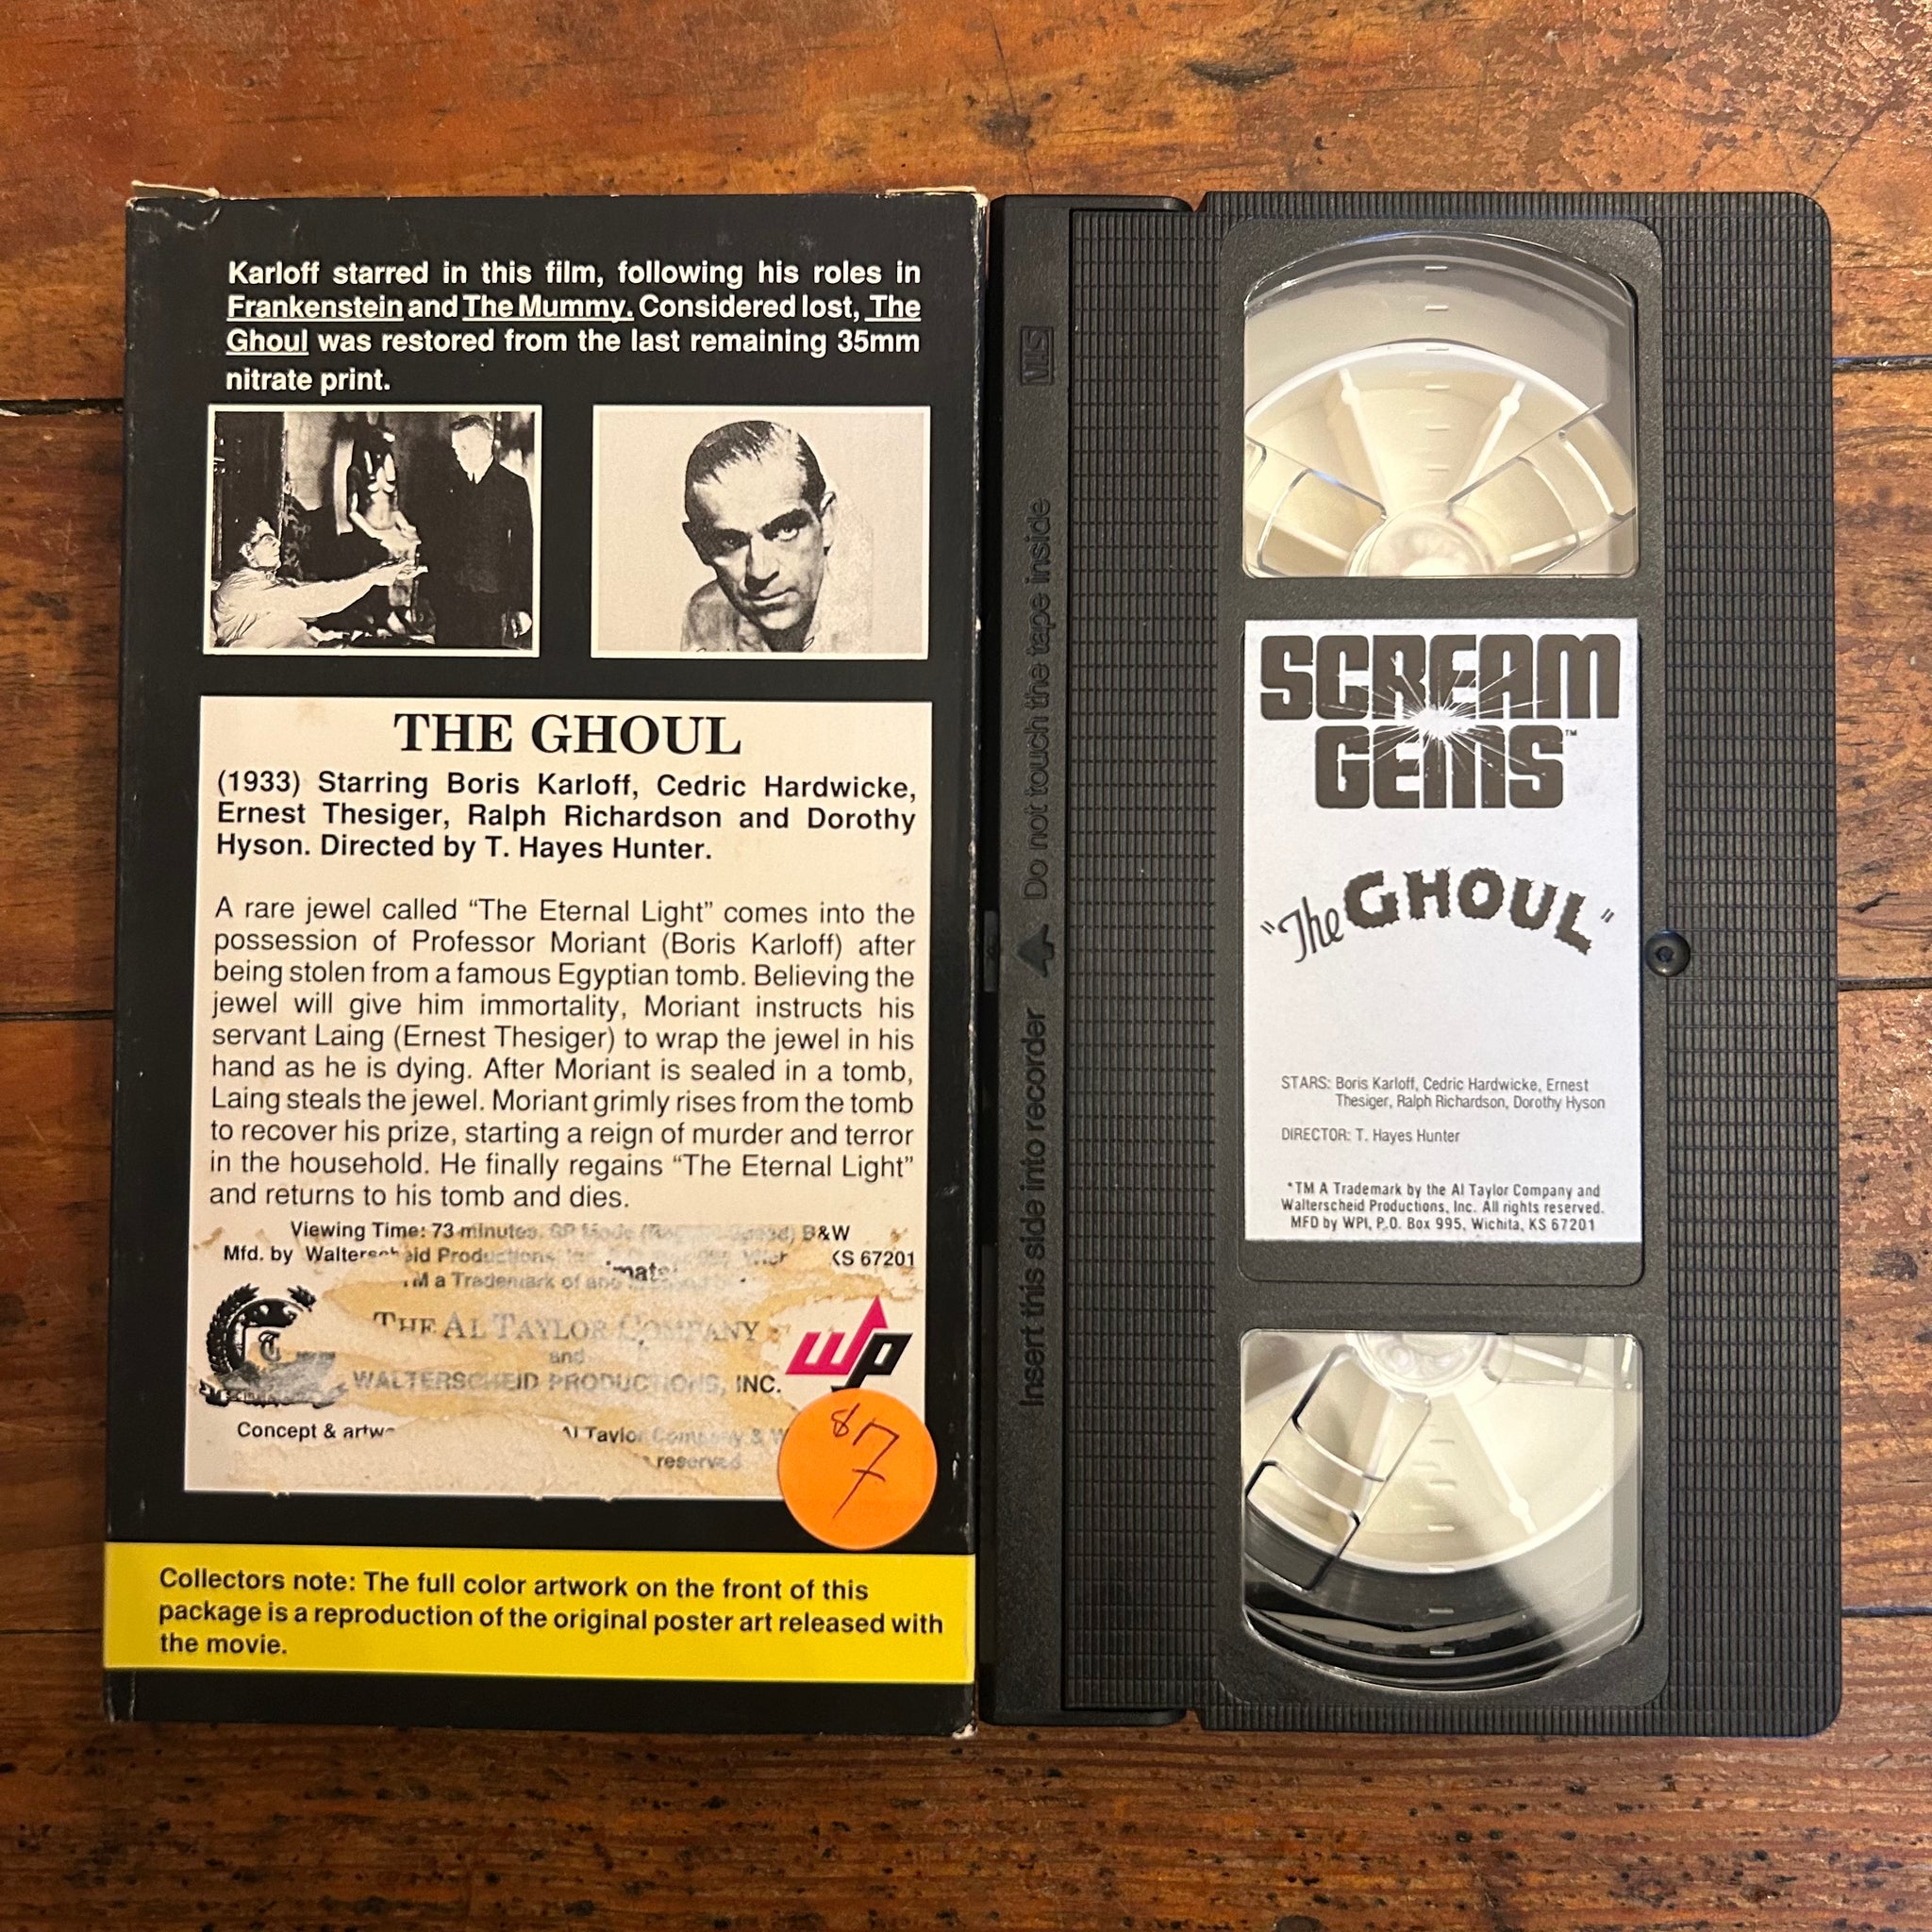 Karloff starred in this film, following his roles in
Frankenstein and The Mummy. Considered lost, The
Ghoul was restored from the last remaining 35mm
nitrate print.
THE GHOUL
(1933) Starring Boris Karloff, Cedric Hardwicke,
Ernest Thesiger, Ralph Richardson and Dorothy
Hyson. Directed by T. Hayes Hunter.
A rare jewel called “The Eternal Light” comes into the
possession of Professor Moriant (Boris Karloff) after
being stolen from a famous Egyptian tomb. Believing the
jewel will give him immortality, Moriant instructs his
servant Laing (Ernest Thesiger) to wrap the jewel in his
hand as he is dying. After Moriant is sealed in a tomb,
Laing steals the jewel. Moriant grimly rises from the tomb
to recover his prize, starting a reign of murder and terror
in the household. He finally regains “The Eternal Light”
and returns to his tomb and dies.
Viewing Time: 73 minutes. SP Mode B&W
Mfd. by Walterscheid Productions, KS 67201
a Trademark of
THE AL TAYLOR COMPANY
and
WALTERSCHEID PRODUCTIONS, INC.
wp
Concept & Al Taylor Company &
reserved
87
Collectors note: The full color artwork on the front of this
package is a reproduction of the original poster art released with
the movie.
VHS
Insert this side into recorder Do not touch the tape inside
SCREAM
GEMS™
"The GHOUL"
STARS: Boris Karloff, Cedric Hardwicke, Ernest
Thesiger, Ralph Richardson, Dorothy Hyson
DIRECTOR: T. Hayes Hunter
*TM A Trademark by the Al Taylor Company and
Walterscheid Productions, Inc. All rights reserved.
MFD by WPI, P.O. Box 995, Wichita, KS 67201